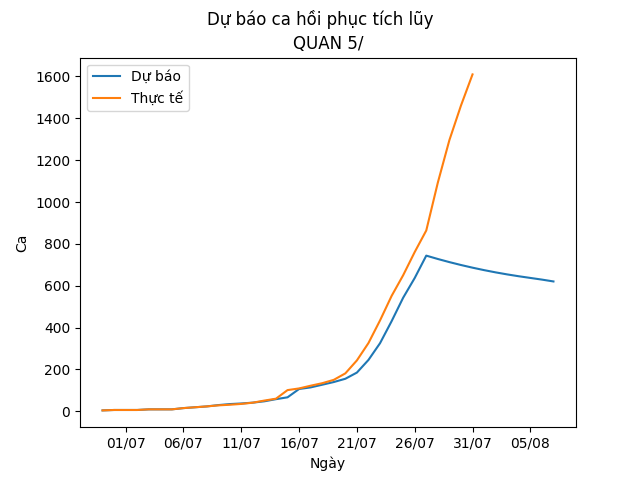 Dự báo ca hồi phục tích lũy
QUAN 5/
Dự báo
Thực tế
1600
1400
1200
1000
800
600
400
200
0
Ca
01/07 06/07 11/07 16/07 21/07 26/07 31/07 05/08
Ngày